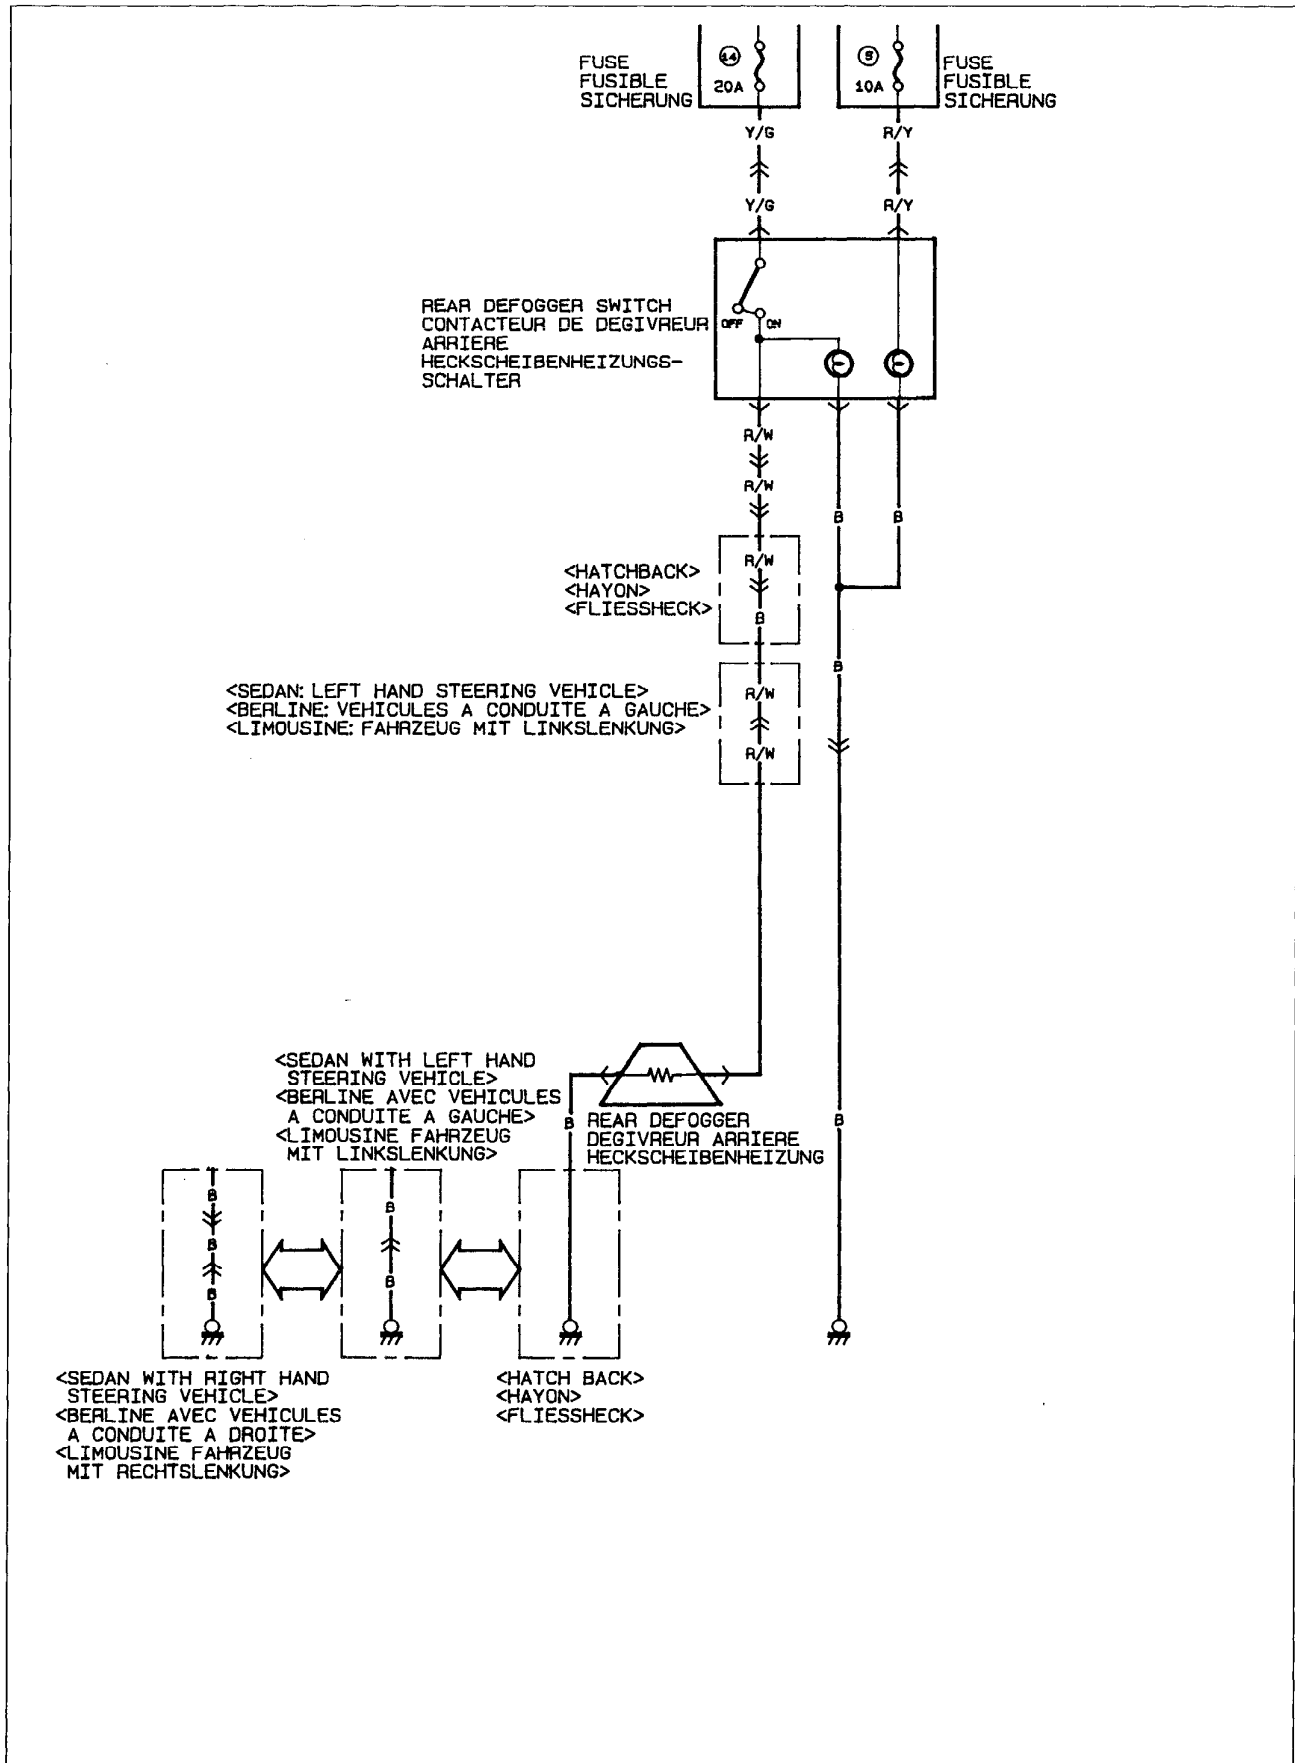 FUSE
FUSIBLE
SICHERUNG
14
20A
5
10A
FUSE
FUSIBLE
SICHERUNG
Y/G
R/Y
Y/G
R/Y
REAR DEFOGGER SWITCH
CONTACTEUR DE DEGIVREUR
ARRIERE
HECKSCHEIBENHEIZUNGS-
SCHALTER
OFF
ON
R/W
R/W
B
B
<HATCHBACK>
<HAYON>
<FLIESSHECK>
R/W
B
B
<SEDAN: LEFT HAND STEERING VEHICLE>
<BERLINE: VEHICULES A CONDUITE A GAUCHE>
<LIMOUSINE: FAHRZEUG MIT LINKSLENKUNG>
R/W
R/W
<SEDAN WITH LEFT HAND
STEERING VEHICLE>
<BERLINE AVEC VEHICULES
A CONDUITE A GAUCHE>
<LIMOUSINE FAHRZEUG
MIT LINKSLENKUNG>
B
REAR DEFOGGER
DEGIVREUR ARRIERE
HECKSCHEIBENHEIZUNG
B
B
B
B
B
B
<SEDAN WITH RIGHT HAND
STEERING VEHICLE>
<BERLINE AVEC VEHICULES
A CONDUITE A DROITE>
<LIMOUSINE FAHRZEUG
MIT RECHTSLENKUNG>
<HATCH BACK>
<HAYON>
<FLIESSHECK>